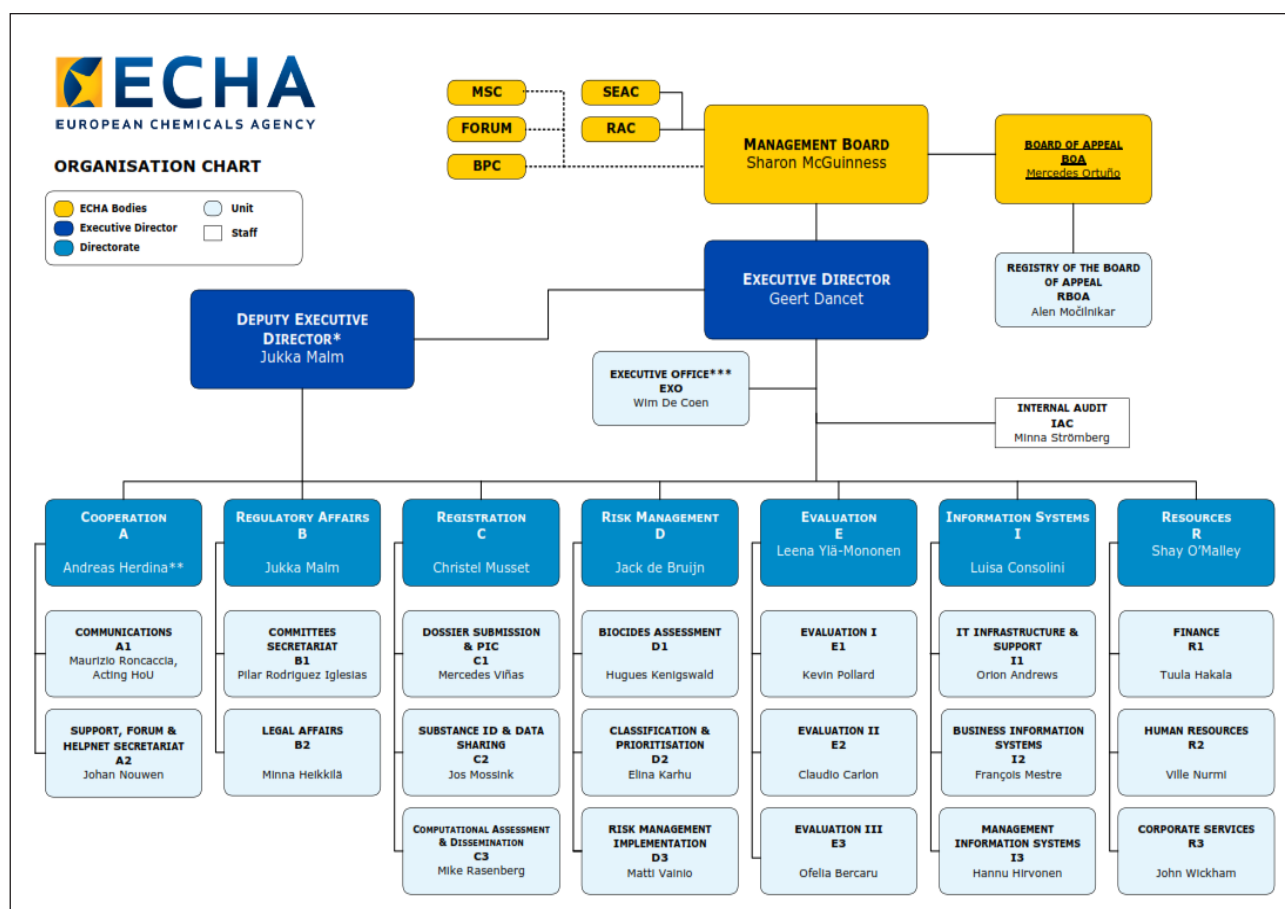 ECHA
EUROPEAN CHEMICALS AGENCY
ORGANISATION CHART
ECHA Bodies
Executive Director
Directorate
Unit
Staff
MSC
FORUM
BPC
SEAC
RAC
MANAGEMENT BOARD
Sharon McGuinness
BOARD OF APPEAL
BOA
Mercedes Ortuño
REGISTRY OF THE BOARD
OF APPEAL
RBOA
Alen Močilnikar
EXECUTIVE DIRECTOR
Geert Dancet
DEPUTY EXECUTIVE
DIRECTOR*
Jukka Malm
EXECUTIVE OFFICE***
EXO
Wim De Coen
INTERNAL AUDIT
IAC
Minna Strömberg
COOPERATION
A
Andreas Herdina**
COMMUNICATIONS
A1
Maurizio Roncaccia,
Acting HoU
SUPPORT, FORUM &
HELPNET SECRETARIAT
A2
Johan Nouwen
REGULATORY AFFAIRS
B
Jukka Malm
COMMITTEES
SECRETARIAT
B1
Pilar Rodriguez Iglesias
LEGAL AFFAIRS
B2
Minna Heikkilä
REGISTRATION
C
Christel Musset
DOSSIER SUBMISSION
& PIC
C1
Mercedes Viñas
SUBSTANCE ID & DATA
SHARING
C2
Jos Mossink
COMPUTATIONAL ASSESSMENT
& DISSEMINATION
C3
Mike Rasenberg
RISK MANAGEMENT
D
Jack de Bruijn
BIOCIDES ASSESSMENT
D1
Hugues Kenigswald
CLASSIFICATION &
PRIORITISATION
D2
Elina Karhu
RISK MANAGEMENT
IMPLEMENTATION
D3
Matti Vainio
EVALUATION
E
Leena Ylä-Mononen
EVALUATION I
E1
Kevin Pollard
EVALUATION II
E2
Claudio Carlon
EVALUATION III
E3
Ofelia Bercaru
INFORMATION SYSTEMS
I
Luisa Consolini
IT INFRASTRUCTURE &
SUPPORT
I1
Orion Andrews
BUSINESS INFORMATION
SYSTEMS
I2
François Mestre
MANAGEMENT
INFORMATION SYSTEMS
I3
Hannu Hirvonen
RESOURCES
R
Shay O'Malley
FINANCE
R1
Tuula Hakala
HUMAN RESOURCES
R2
Ville Nurmi
CORPORATE SERVICES
R3
John Wickham